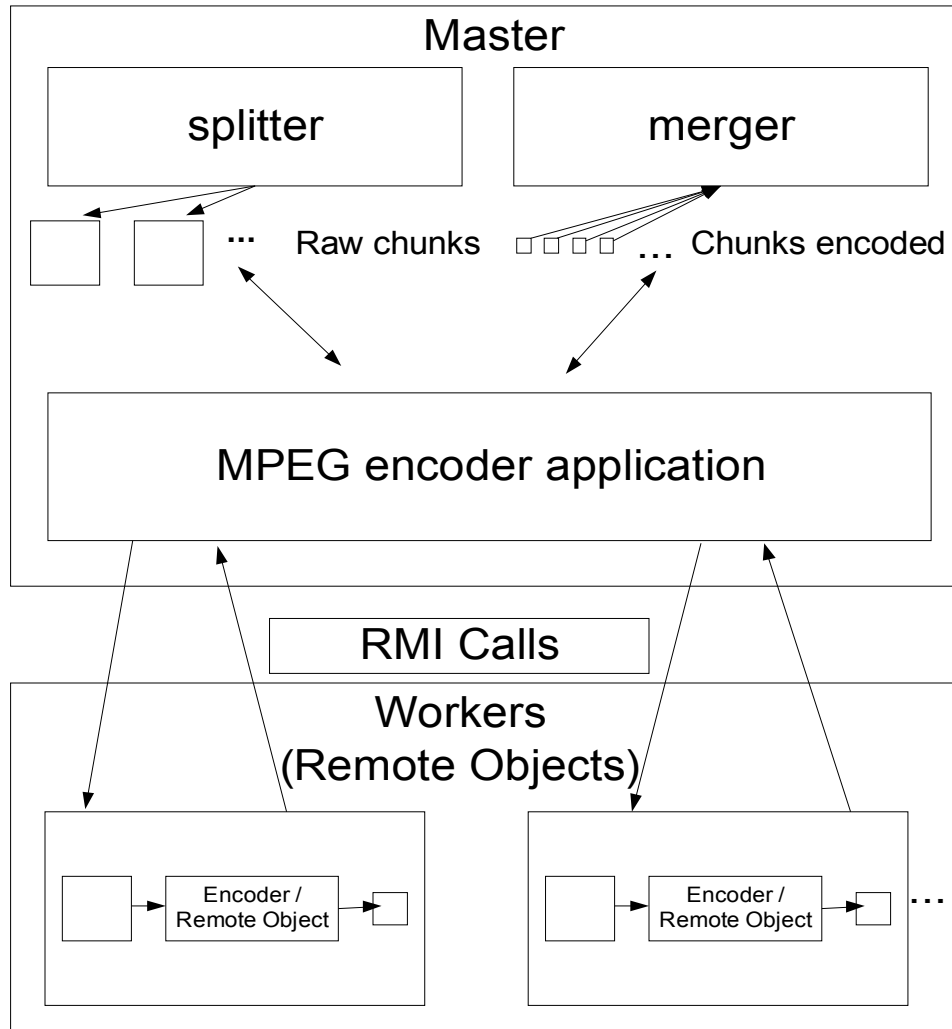 Master
splitter
merger
... Raw chunks
... Chunks encoded
MPEG encoder application
RMI Calls
Workers
(Remote Objects)
Encoder /
Remote Object
Encoder /
Remote Object
...